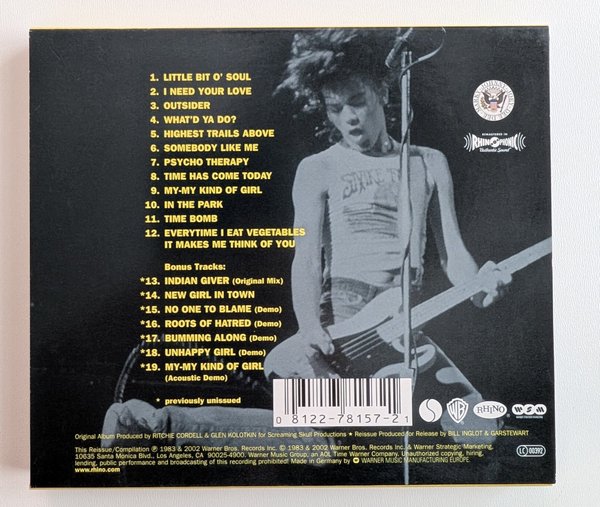 1. LITTLE BIT O' SOUL
2. I NEED YOUR LOVE
3. OUTSIDER
4. WHAT'D YA DO?
5. HIGHEST TRAILS ABOVE
6. SOMEBODY LIKE ME
7. PSYCHO THERAPY
8. TIME HAS COME TODAY
9. MY-MY KIND OF GIRL
10. IN THE PARK
11. TIME BOMB
12. EVERYTIME I EAT VEGETABLES
IT MAKES ME THINK OF YOU
Bonus Tracks:
*13. INDIAN GIVER (Original Mix)
*14. NEW GIRL IN TOWN
*15. NO ONE TO BLAME (Demo)
*16. ROOTS OF HATRED (Demo)
*17. BUMMING ALONG (Demo)
*18. UNHAPPY GIRL (Demo)
*19. MY-MY KIND OF GIRL
(Acoustic Demo)
* previously unissued
REMASTERED IN
RHINOPHONIC
Authentic Sound
0 81227-8157-2 1
WB
RHINO
WSM
Original Album Produced by RITCHIE CORDELL & GLEN KOLOTKIN for Screaming Skull Productions * Reissue Produced for Release by BILL INGLOT & GARSTEWART
This Reissue/Compilation ℗ 1983 & 2002 Warner Bros. Records Inc. © 1983 & 2002 Warner Bros. Records Inc. & Warner Strategic Marketing,
10635 Santa Monica Blvd., Los Angeles, CA 90025-4900. Warner Music Group, an AOL Time Warner Company. Unauthorized copying, hiring,
lending, public performance and broadcasting of this recording prohibited! Made in Germany by WARNER MUSIC MANUFACTURING EUROPE.
www.rhino.com
LC 00392